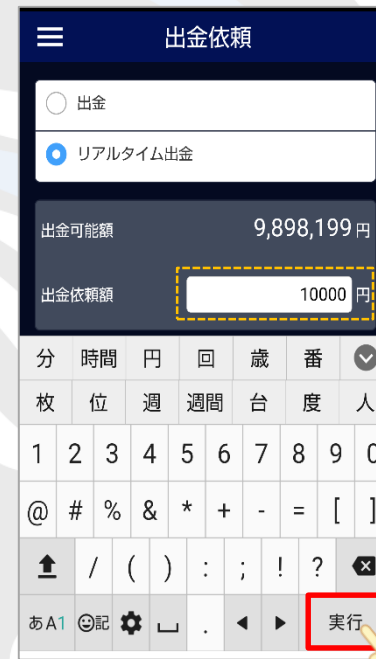 出金依頼
出金
リアルタイム出金
出金可能額 9,898,199 円
出金依頼額 10000 円
分 時間 円 回 歳 番
枚 位 週 週間 台 度 人
1 2 3 4 5 6 7 8 9 0
@ # % & * + - = [ ]
/ ( ) : ; ! ?
あA1 記 .
実行